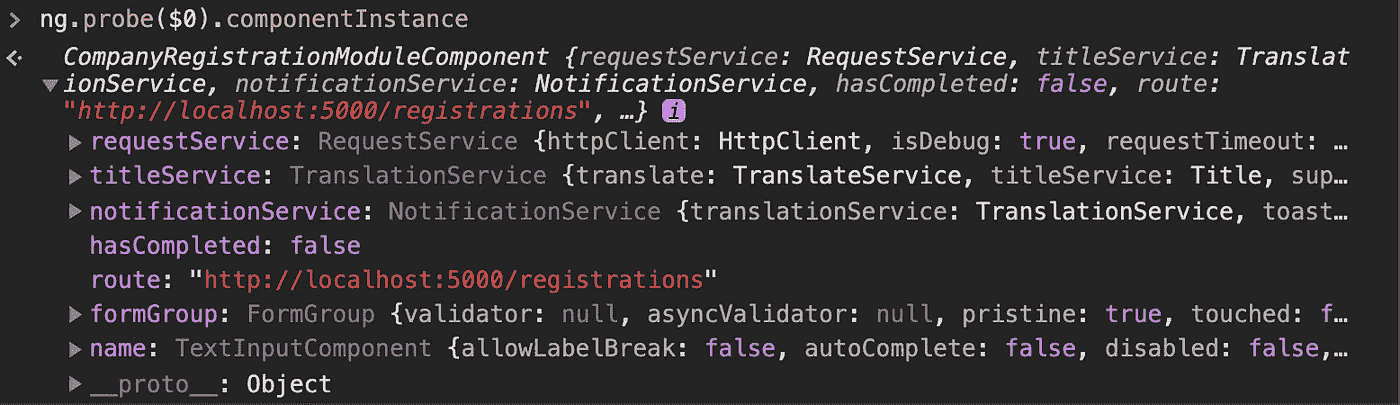 > ng.probe($0).componentInstance
CompanyRegistrationModuleComponent {requestService: RequestService, titleService: Translat
ionService, notificationService: NotificationService, hasCompleted: false, route:
"http://localhost:5000/registrations", …} i
▶ requestService: RequestService {httpClient: HttpClient, isDebug: true, requestTimeout: …
▶ titleService: TranslationService {translate: TranslateService, titleService: Title, sup…
▶ notificationService: NotificationService {translationService: TranslationService, toast…
hasCompleted: false
route: "http://localhost:5000/registrations"
▶ formGroup: FormGroup {validator: null, asyncValidator: null, pristine: true, touched: f…
▶ name: TextInputComponent {allowLabelBreak: false, autoComplete: false, disabled: false,…
▶ __proto__: Object